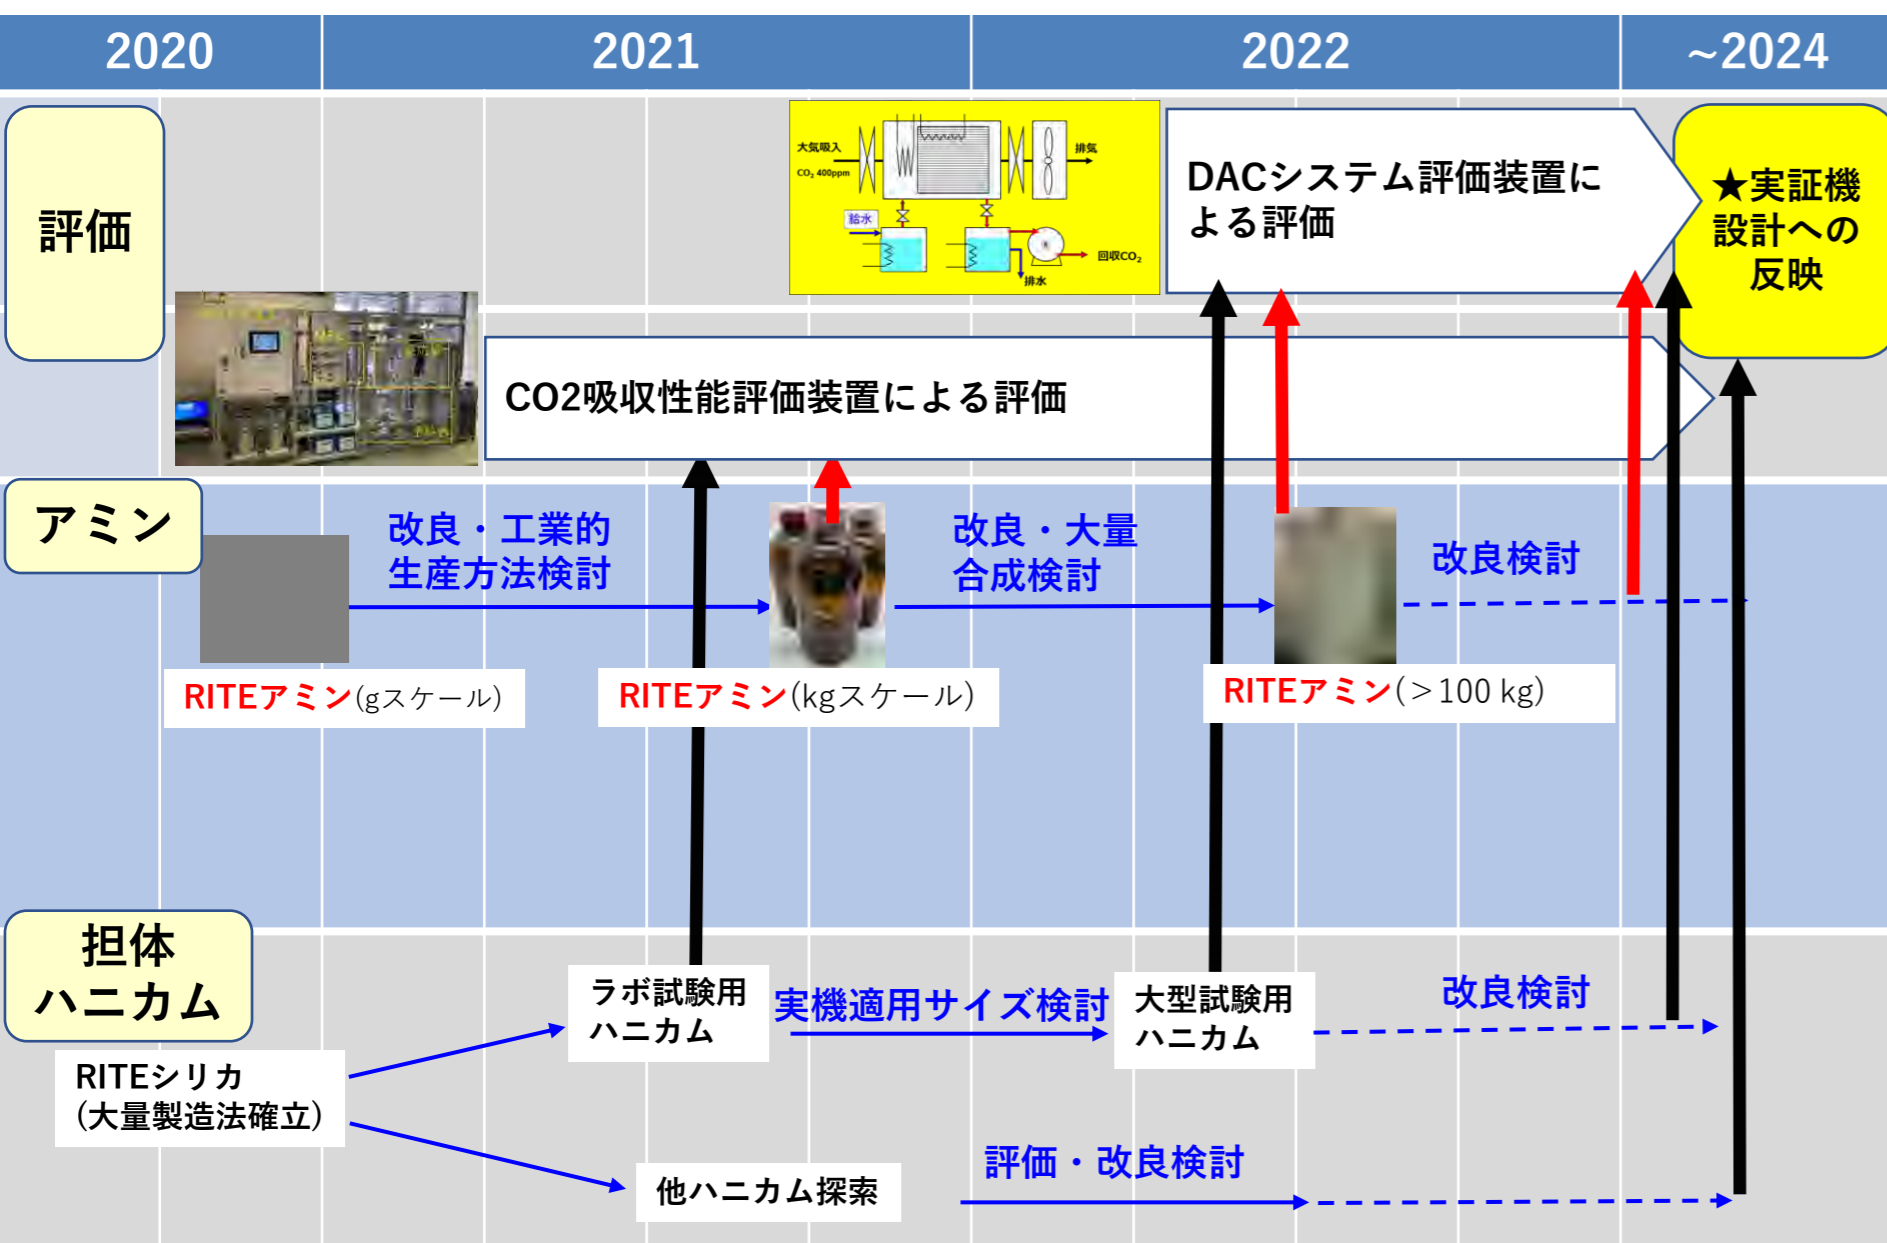 2020
2021
2022
~2024
評価
大気吸入
CO₂ 400ppm
排気
給水
回収CO₂
排水
DACシステム評価装置に
よる評価
★実証機
設計への
反映
CO2吸収性能評価装置による評価
アミン
改良・工業的
生産方法検討
改良・大量
合成検討
改良検討
RITEアミン(gスケール)
RITEアミン(kgスケール)
RITEアミン(＞100 kg)
担体
ハニカム
ラボ試験用
ハニカム
実機適用サイズ検討
大型試験用
ハニカム
改良検討
RITEシリカ
(大量製造法確立)
他ハニカム探索
評価・改良検討